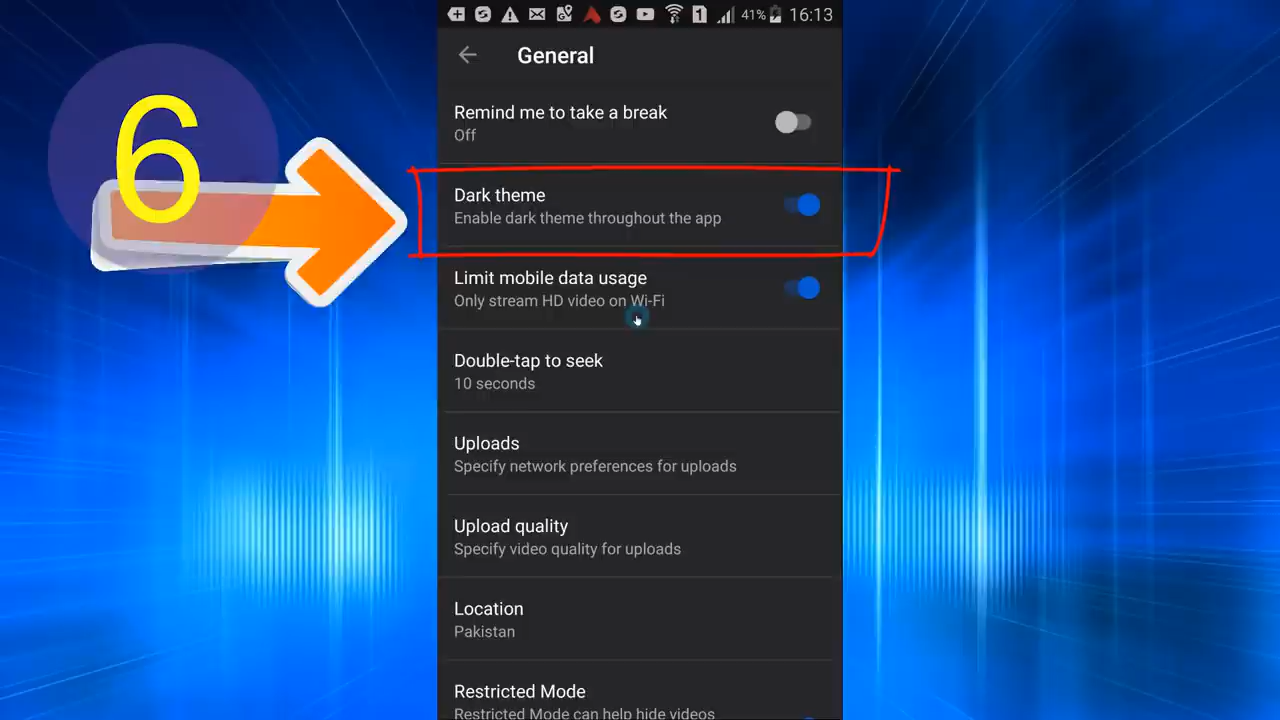 6
1 41% 16:13
General
Remind me to take a break
Off
Dark theme
Enable dark theme throughout the app
Limit mobile data usage
Only stream HD video on Wi-Fi
Double-tap to seek
10 seconds
Uploads
Specify network preferences for uploads
Upload quality
Specify video quality for uploads
Location
Pakistan
Restricted Mode
Restricted Mode can help hide videos